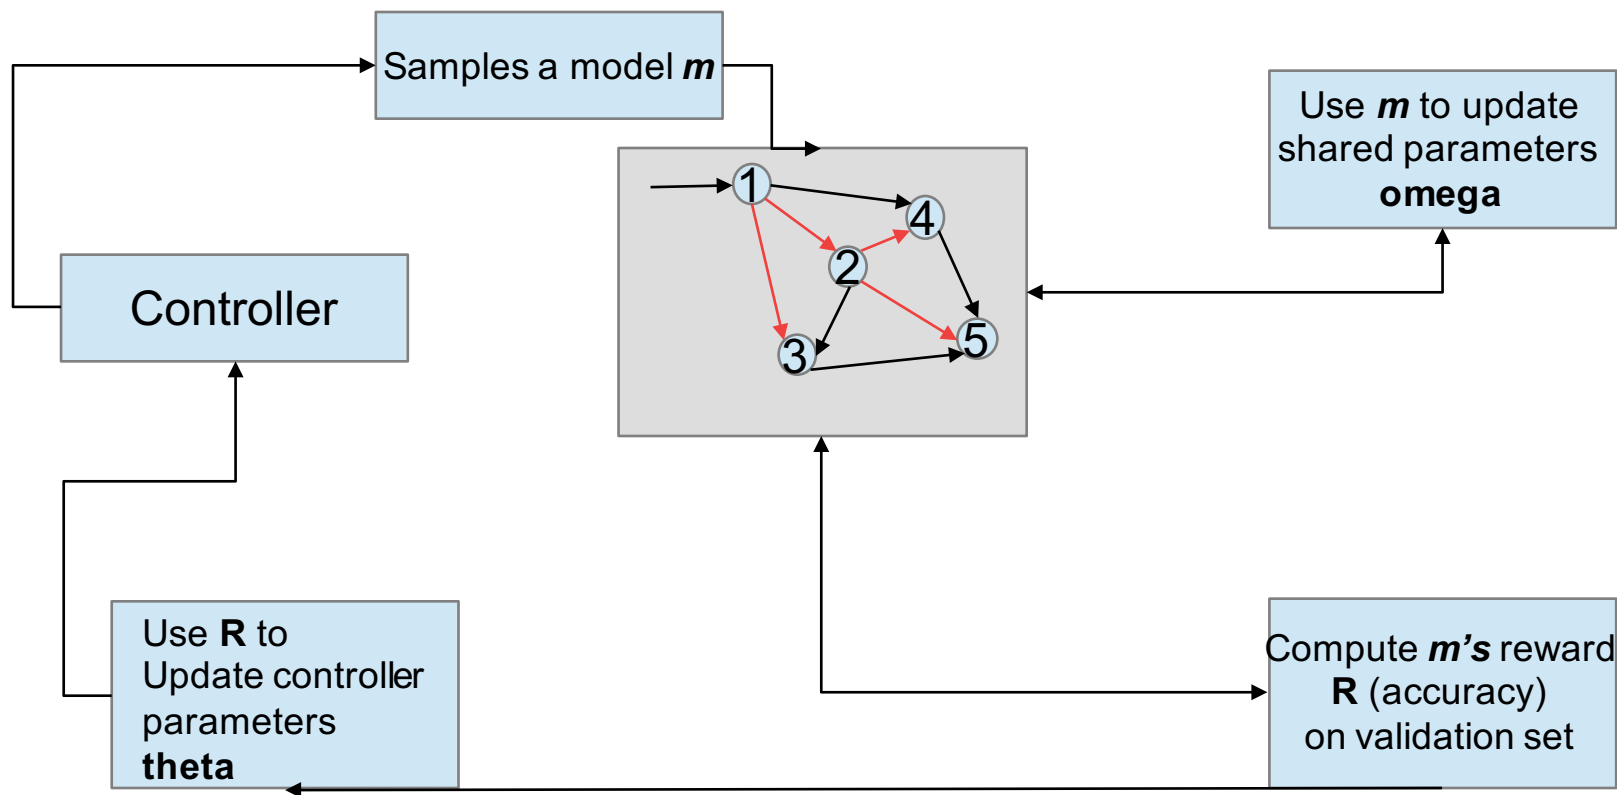 Samples a model m
Use m to update
shared parameters
omega
1
4
2
Controller
3
5
Use R to
Update controller
parameters
theta
Compute m's reward
R (accuracy)
on validation set